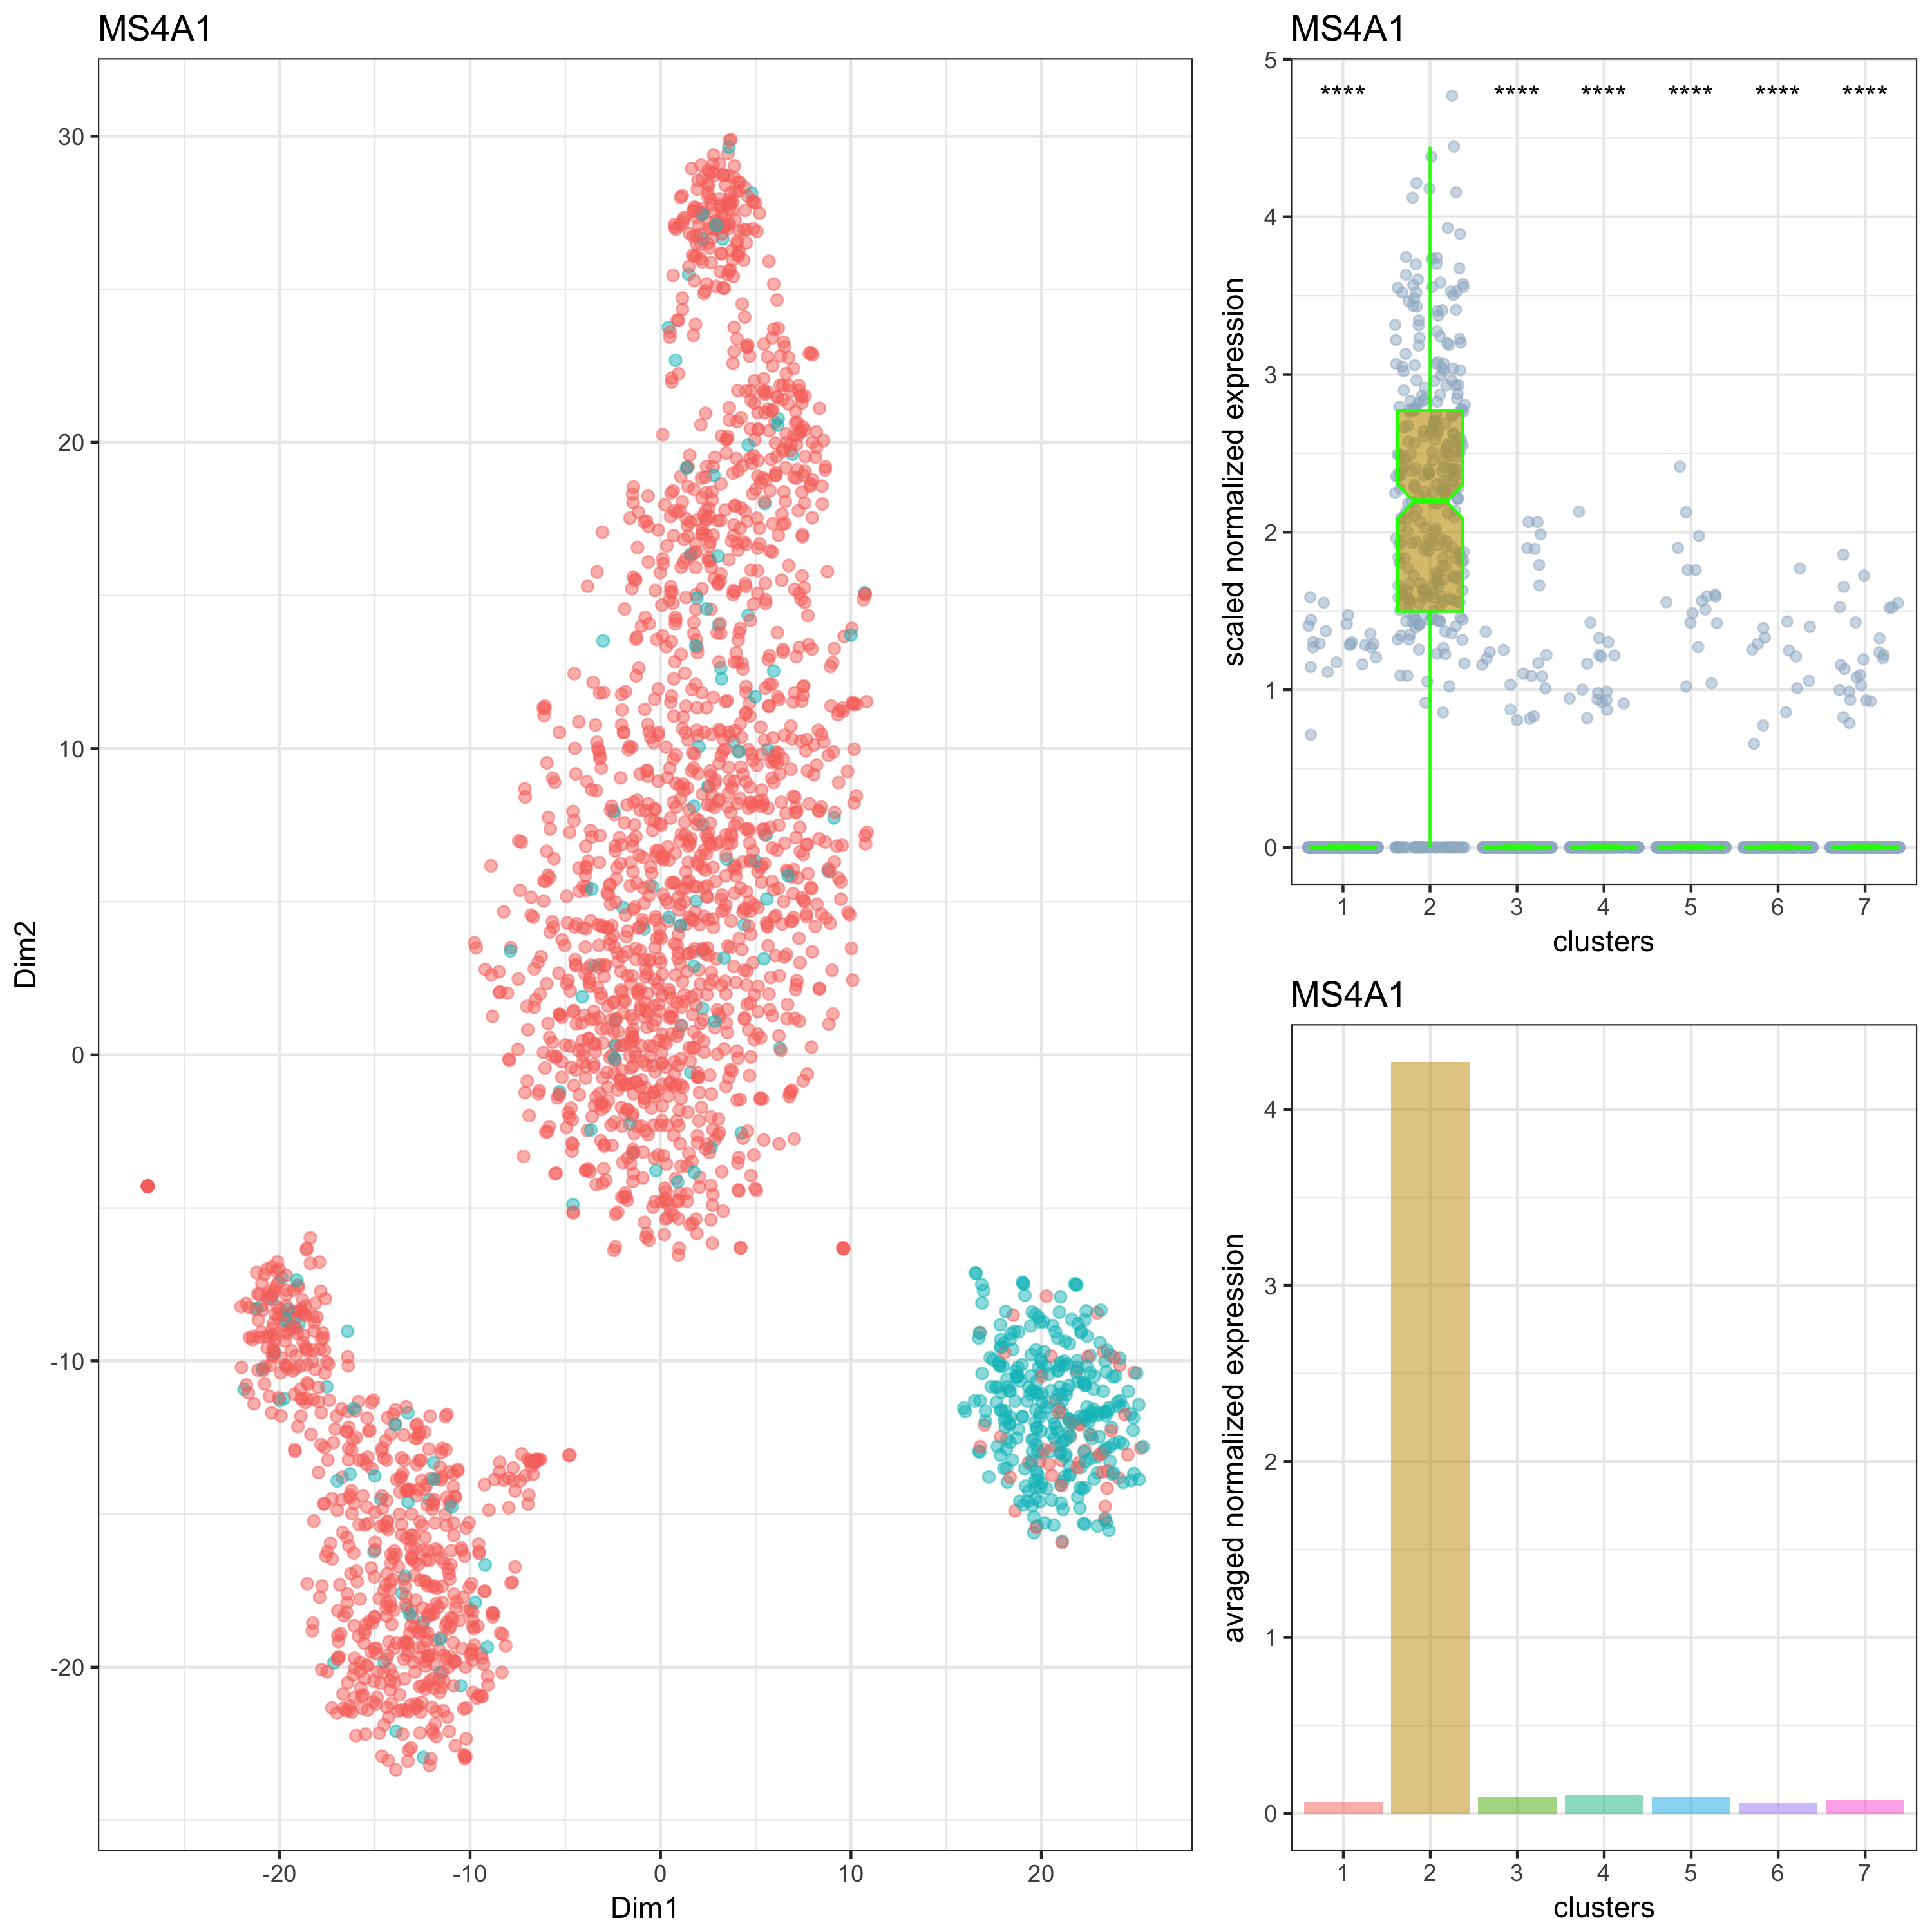 MS4A1
30
20
10
0
-10
-20
Dim2
-20 -10 0 10 20
Dim1
MS4A1
5
4
3
2
1
0
scaled normalized expression
**** **** **** **** **** ****
1 2 3 4 5 6 7
clusters
MS4A1
4
3
2
1
0
avraged normalized expression
1 2 3 4 5 6 7
clusters